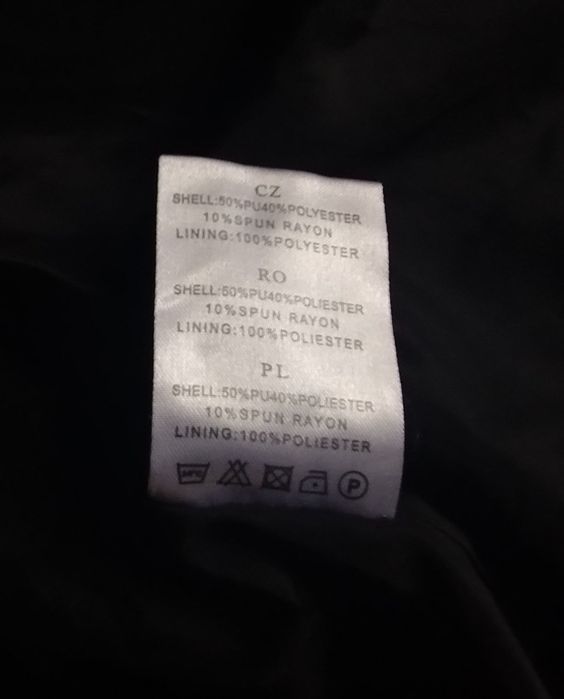 CZ
SHELL:50%PU40%POLYESTER
10%SPUN RAYON
LINING:100%POLYESTER
RO
SHELL:50%PU40%POLIESTER
10%SPUN RAYON
LINING:100%POLIESTER
PL
SHELL:50%PU40%POLIESTER
10%SPUN RAYON
LINING:100%POLIESTER
P